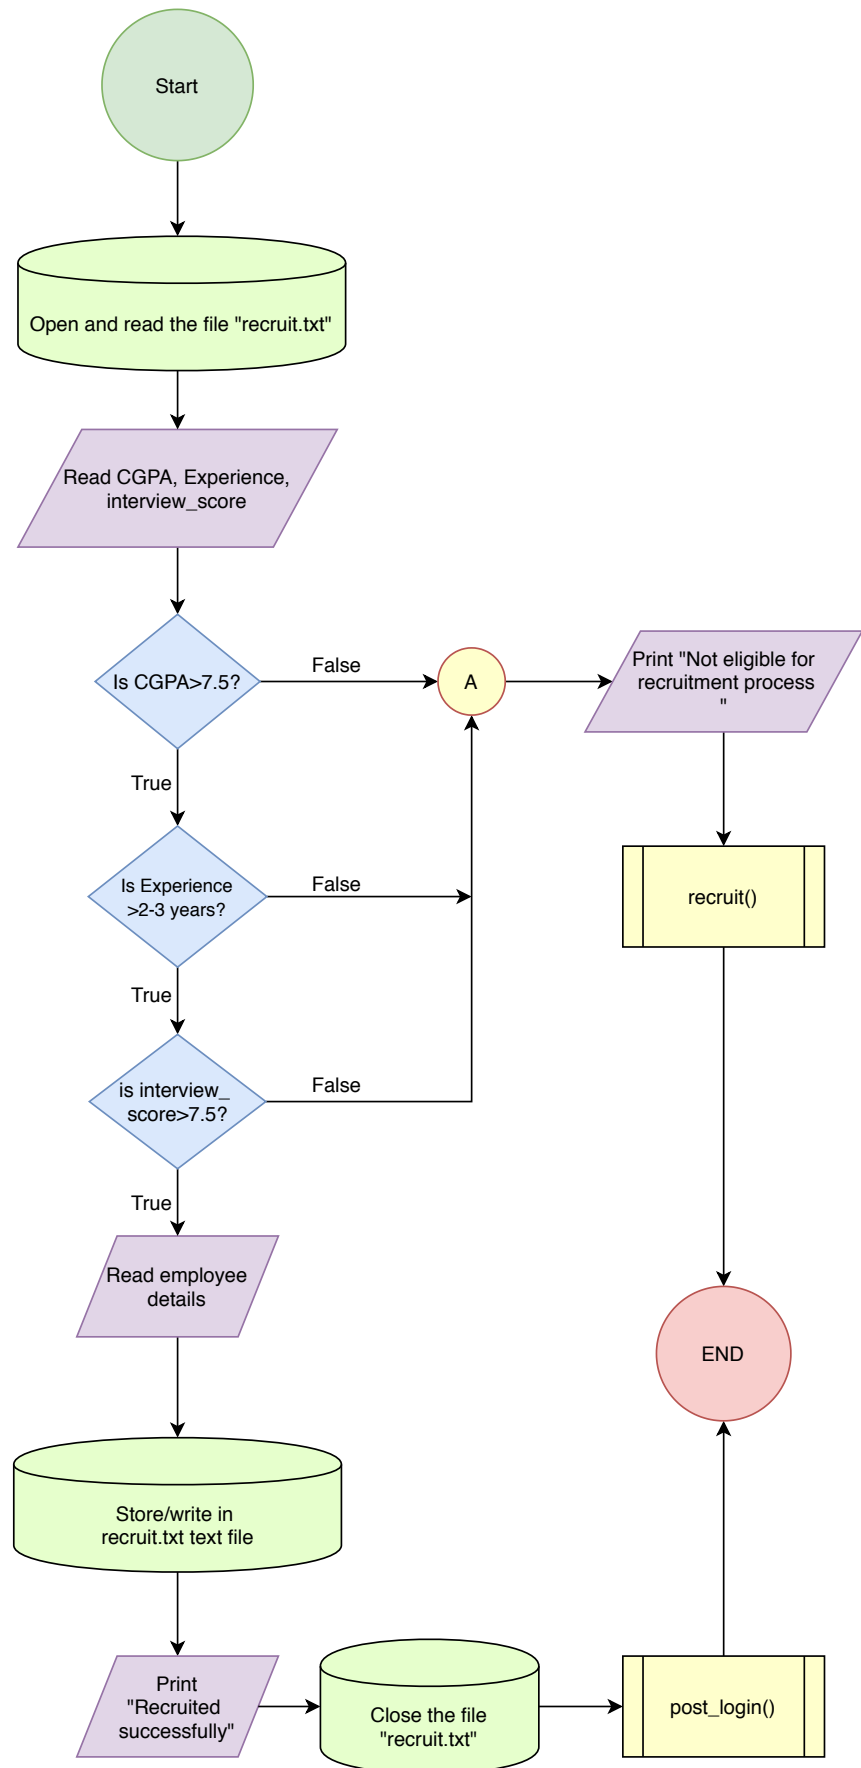 Start
Open and read the file "recruit.txt"
Read CGPA, Experience,
interview_score
Is CGPA>7.5?
False
A
Print "Not eligible for
recruitment process
"
True
Is Experience
>2-3 years?
False
recruit()
True
is interview_
score>7.5?
False
True
Read employee
details
END
Store/write in
recruit.txt text file
Print
"Recruited
successfully"
Close the file
"recruit.txt"
post_login()